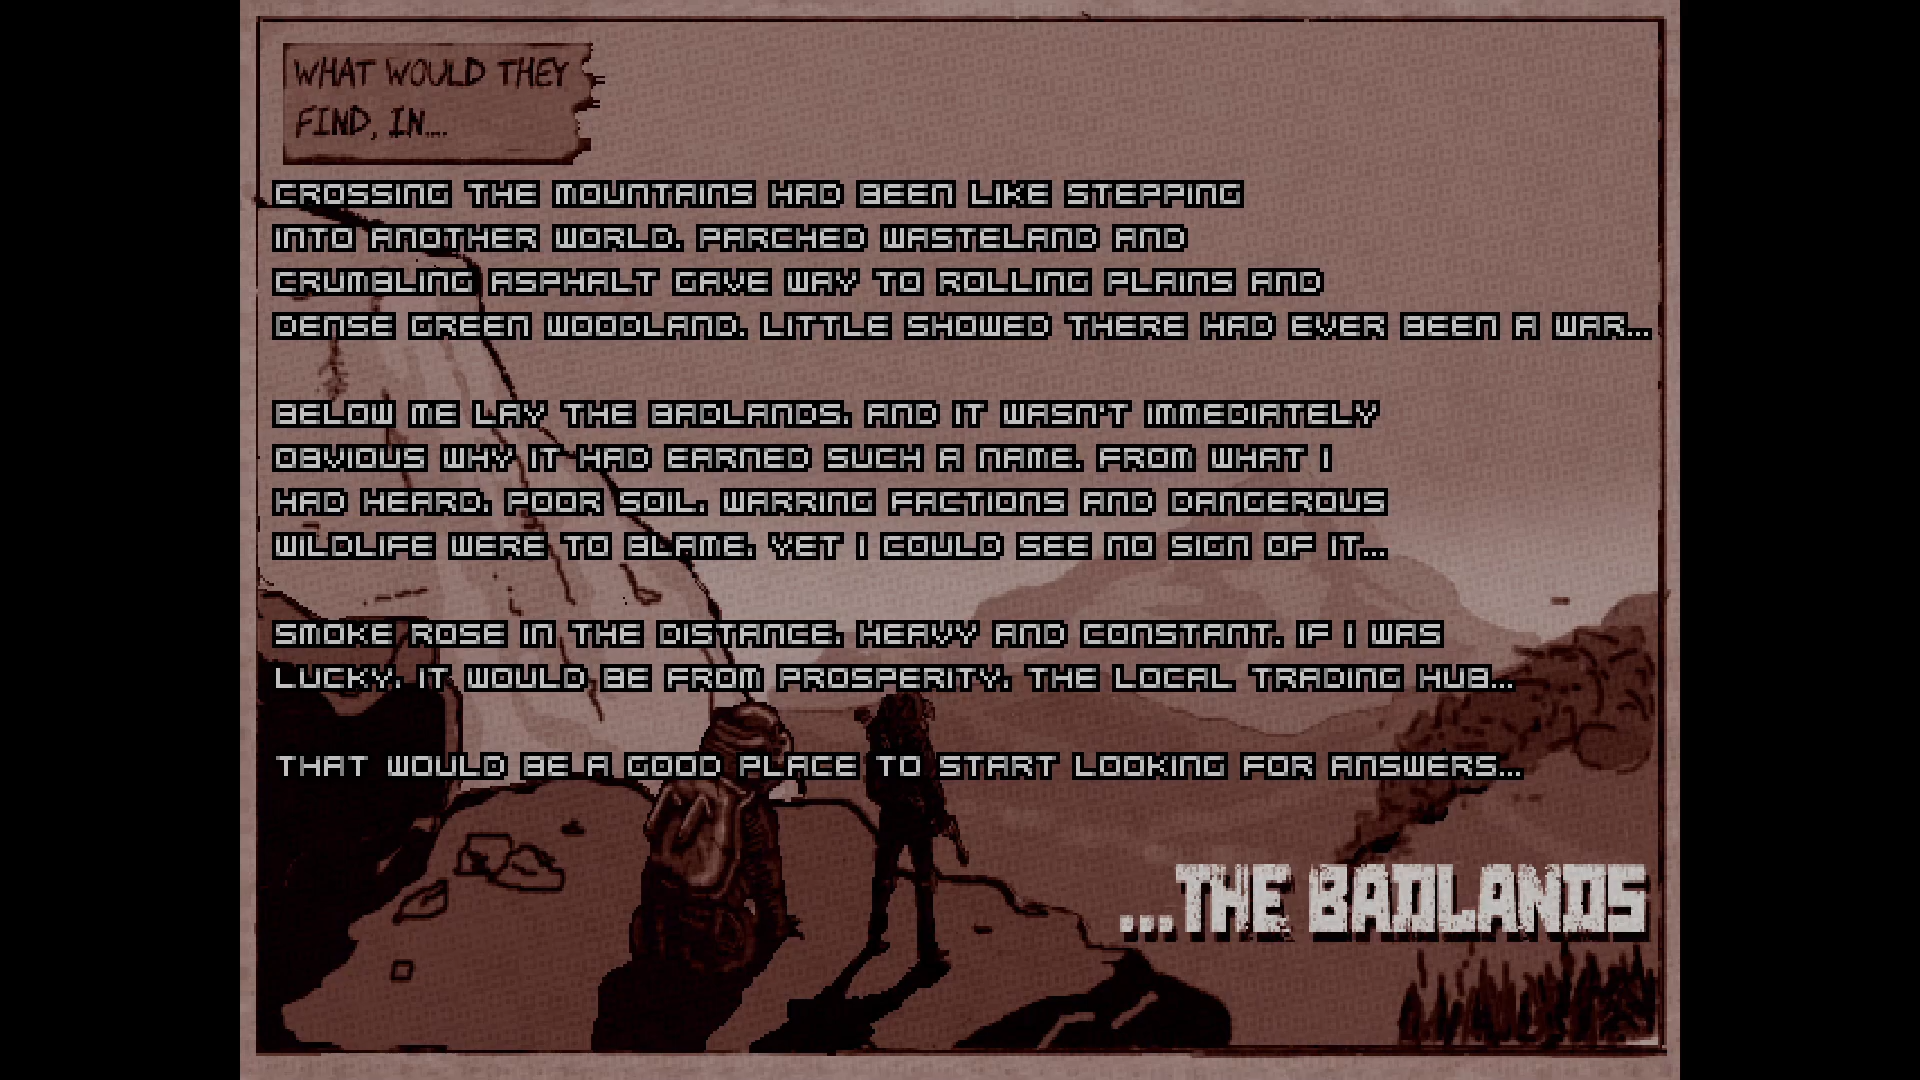 WHAT WOULD THEY
FIND, IN...
CROSSING THE MOUNTAINS HAD BEEN LIKE STEPPING
INTO ANOTHER WORLD. PARCHED WASTELAND AND
CRUMBLING ASPHALT GAVE WAY TO ROLLING PLAINS AND
DENSE GREEN WOODLAND. LITTLE SHOWED THERE HAD EVER BEEN A WAR...
BELOW ME LAY THE BADLANDS, AND IT WASN'T IMMEDIATELY
OBVIOUS WHY IT HAD EARNED SUCH A NAME. FROM WHAT I
HAD HEARD, POOR SOIL, WARRING FACTIONS AND DANGEROUS
WILDLIFE WERE TO BLAME, YET I COULD SEE NO SIGN OF IT...
SMOKE ROSE IN THE DISTANCE, HEAVY AND CONSTANT. IF I WAS
LUCKY, IT WOULD BE FROM PROSPERITY, THE LOCAL TRADING HUB...
THAT WOULD BE A GOOD PLACE TO START LOOKING FOR ANSWERS...
...THE BADLANDS